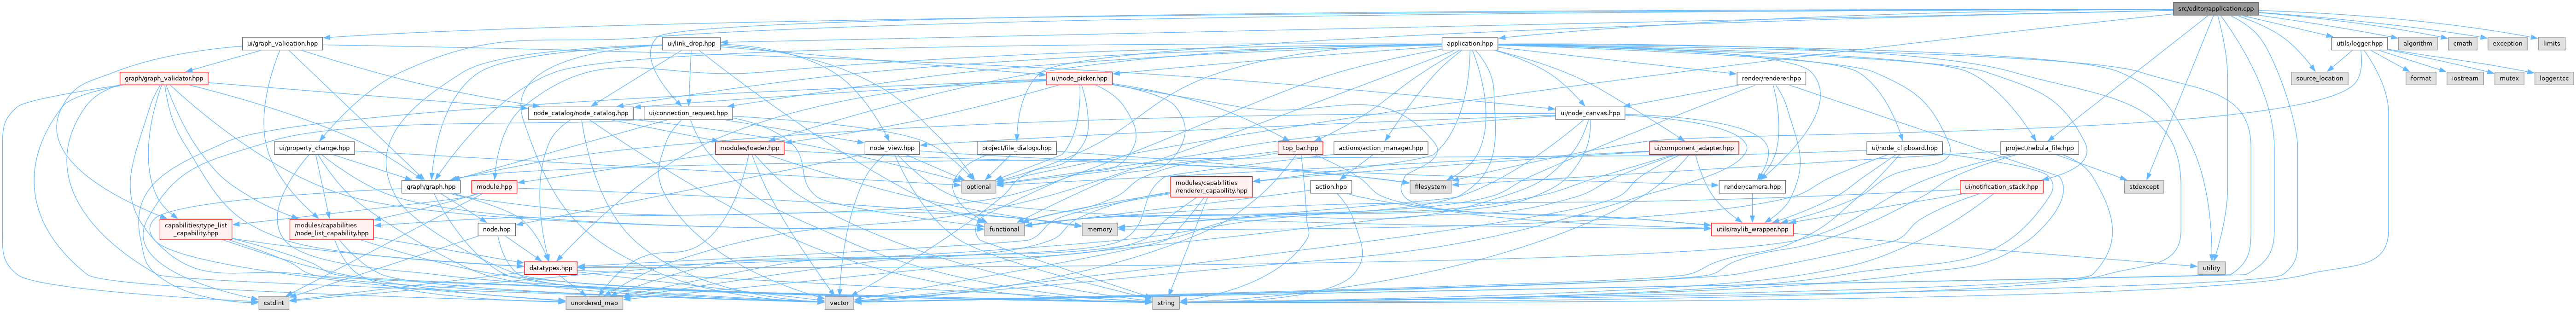 src/editor/application.cpp
ui/graph_validation.hpp
ui/link_drop.hpp
application.hpp
utils/logger.hpp
algorithm
cmath
exception
limits
graph/graph_validator.hpp
ui/node_picker.hpp
render/renderer.hpp
source_location
format
iostream
mutex
logger.tcc
node_catalog/node_catalog.hpp
ui/connection_request.hpp
ui/node_canvas.hpp
ui/property_change.hpp
modules/loader.hpp
node_view.hpp
project/file_dialogs.hpp
top_bar.hpp
actions/action_manager.hpp
ui/component_adapter.hpp
ui/node_clipboard.hpp
project/nebula_file.hpp
graph/graph.hpp
module.hpp
optional
modules/capabilities
/renderer_capability.hpp
action.hpp
filesystem
render/camera.hpp
ui/notification_stack.hpp
stdexcept
capabilities/type_list
_capability.hpp
modules/capabilities
/node_list_capability.hpp
node.hpp
functional
memory
utils/raylib_wrapper.hpp
datatypes.hpp
utility
cstdint
unordered_map
vector
string